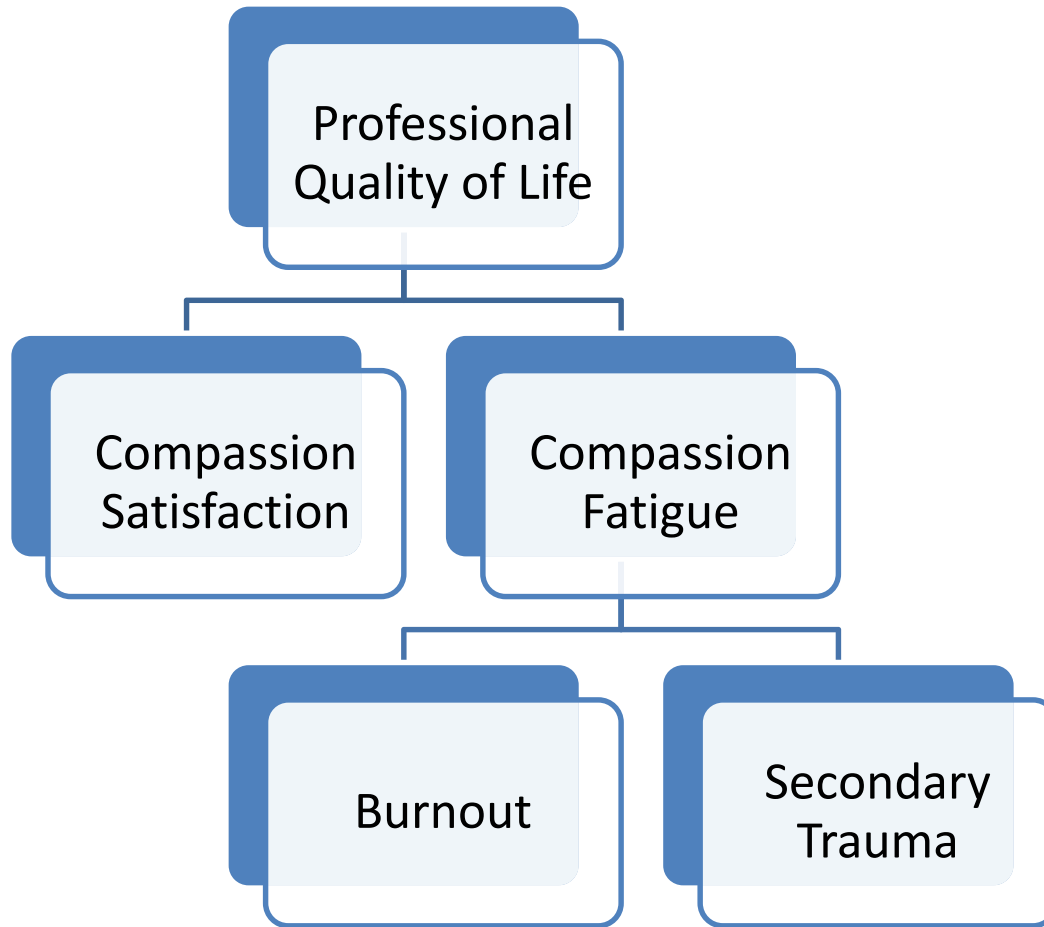 Professional
Quality of Life
Compassion
Satisfaction
Compassion
Fatigue
Burnout
Secondary
Trauma